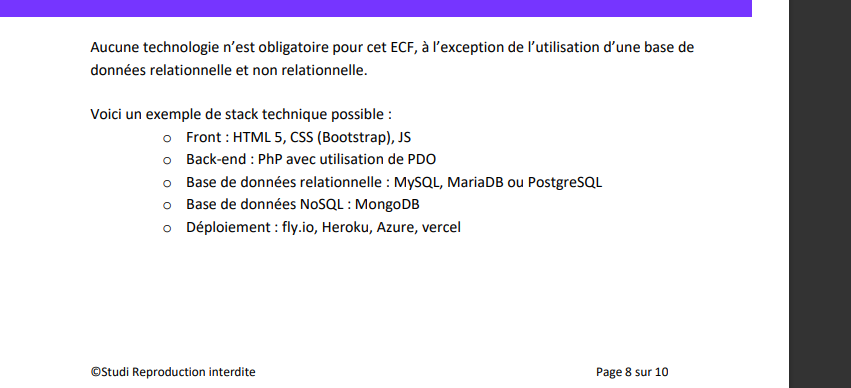 Aucune technologie n’est obligatoire pour cet ECF, à l’exception de l’utilisation d’une base de
données relationnelle et non relationnelle.
Voici un exemple de stack technique possible :
o Front : HTML 5, CSS (Bootstrap), JS
o Back-end : PhP avec utilisation de PDO
o Base de données relationnelle : MySQL, MariaDB ou PostgreSQL
o Base de données NoSQL : MongoDB
o Déploiement : fly.io, Heroku, Azure, vercel
©Studi Reproduction interdite
Page 8 sur 10